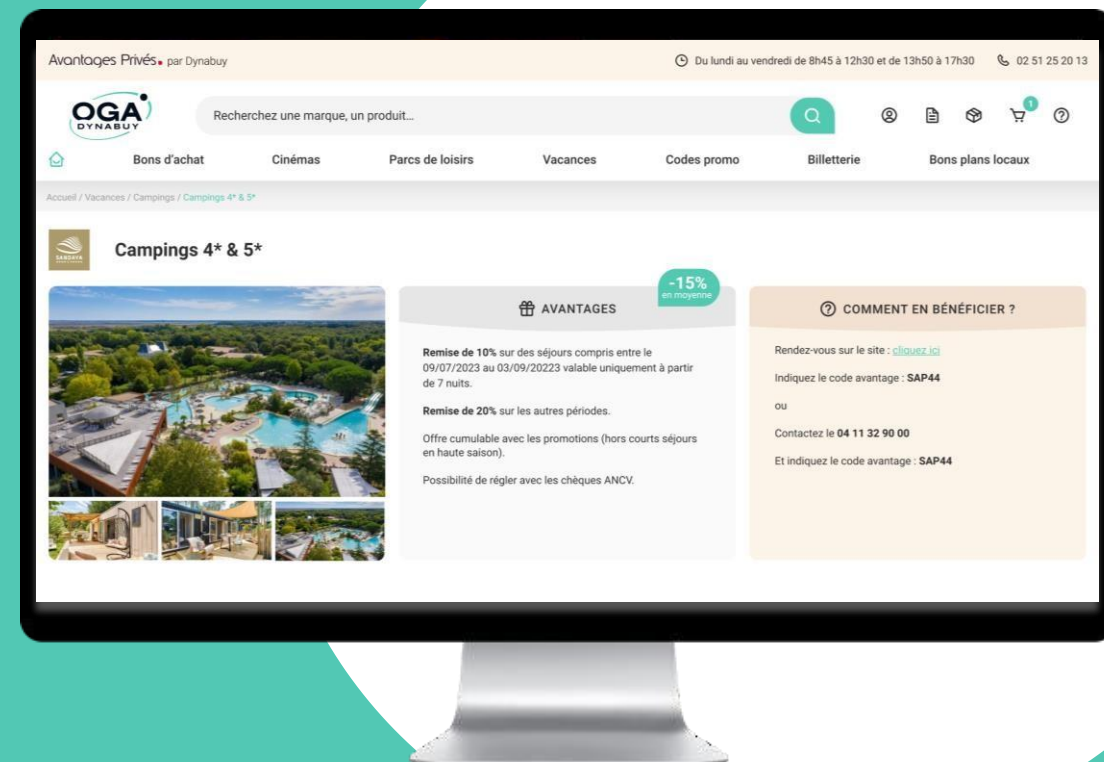 Avantages Privés. par Dynabuy
Du lundi au vendredi de 8h45 à 12h30 et de 13h50 à 17h30
02 51 25 20 13
OGA
DYNABUY
Recherchez une marque, un produit...
1
Bons d'achat
Cinémas
Parcs de loisirs
Vacances
Codes promo
Billetterie
Bons plans locaux
Accueil / Vacances / Campings / Campings 4* & 5*
SANDAYA
Campings 4* & 5*
-15%
en moyenne
AVANTAGES
Remise de 10% sur des séjours compris entre le
09/07/2023 au 03/09/20223 valable uniquement à partir
de 7 nuits.
Remise de 20% sur les autres périodes.
Offre cumulable avec les promotions (hors courts séjours
en haute saison).
Possibilité de régler avec les chèques ANCV.
COMMENT EN BÉNÉFICIER ?
Rendez-vous sur le site : cliquez ici
Indiquez le code avantage : SAP44
ou
Contactez le 04 11 32 90 00
Et indiquez le code avantage : SAP44